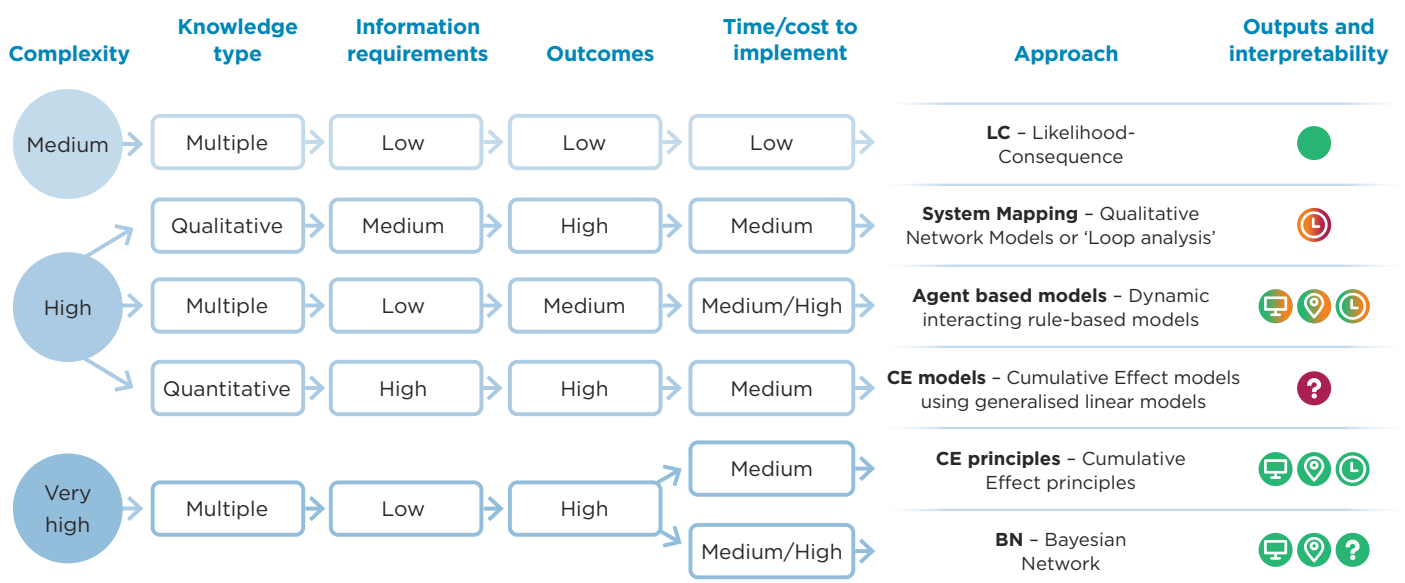 Complexity
Knowledge
type
Information
requirements
Outcomes
Time/cost to
implement
Approach
Outputs and
interpretability
Medium
Multiple
Low
Low
Low
LC – Likelihood-
Consequence
High
Qualitative
Medium
High
Medium
System Mapping – Qualitative
Network Models or ‘Loop analysis’
Multiple
Low
Medium
Medium/High
Agent based models – Dynamic
interacting rule-based models
Quantitative
High
High
Medium
CE models – Cumulative Effect models
using generalised linear models
?
Very
high
Multiple
Low
High
Medium
CE principles – Cumulative
Effect principles
Medium/High
BN – Bayesian
Network
?